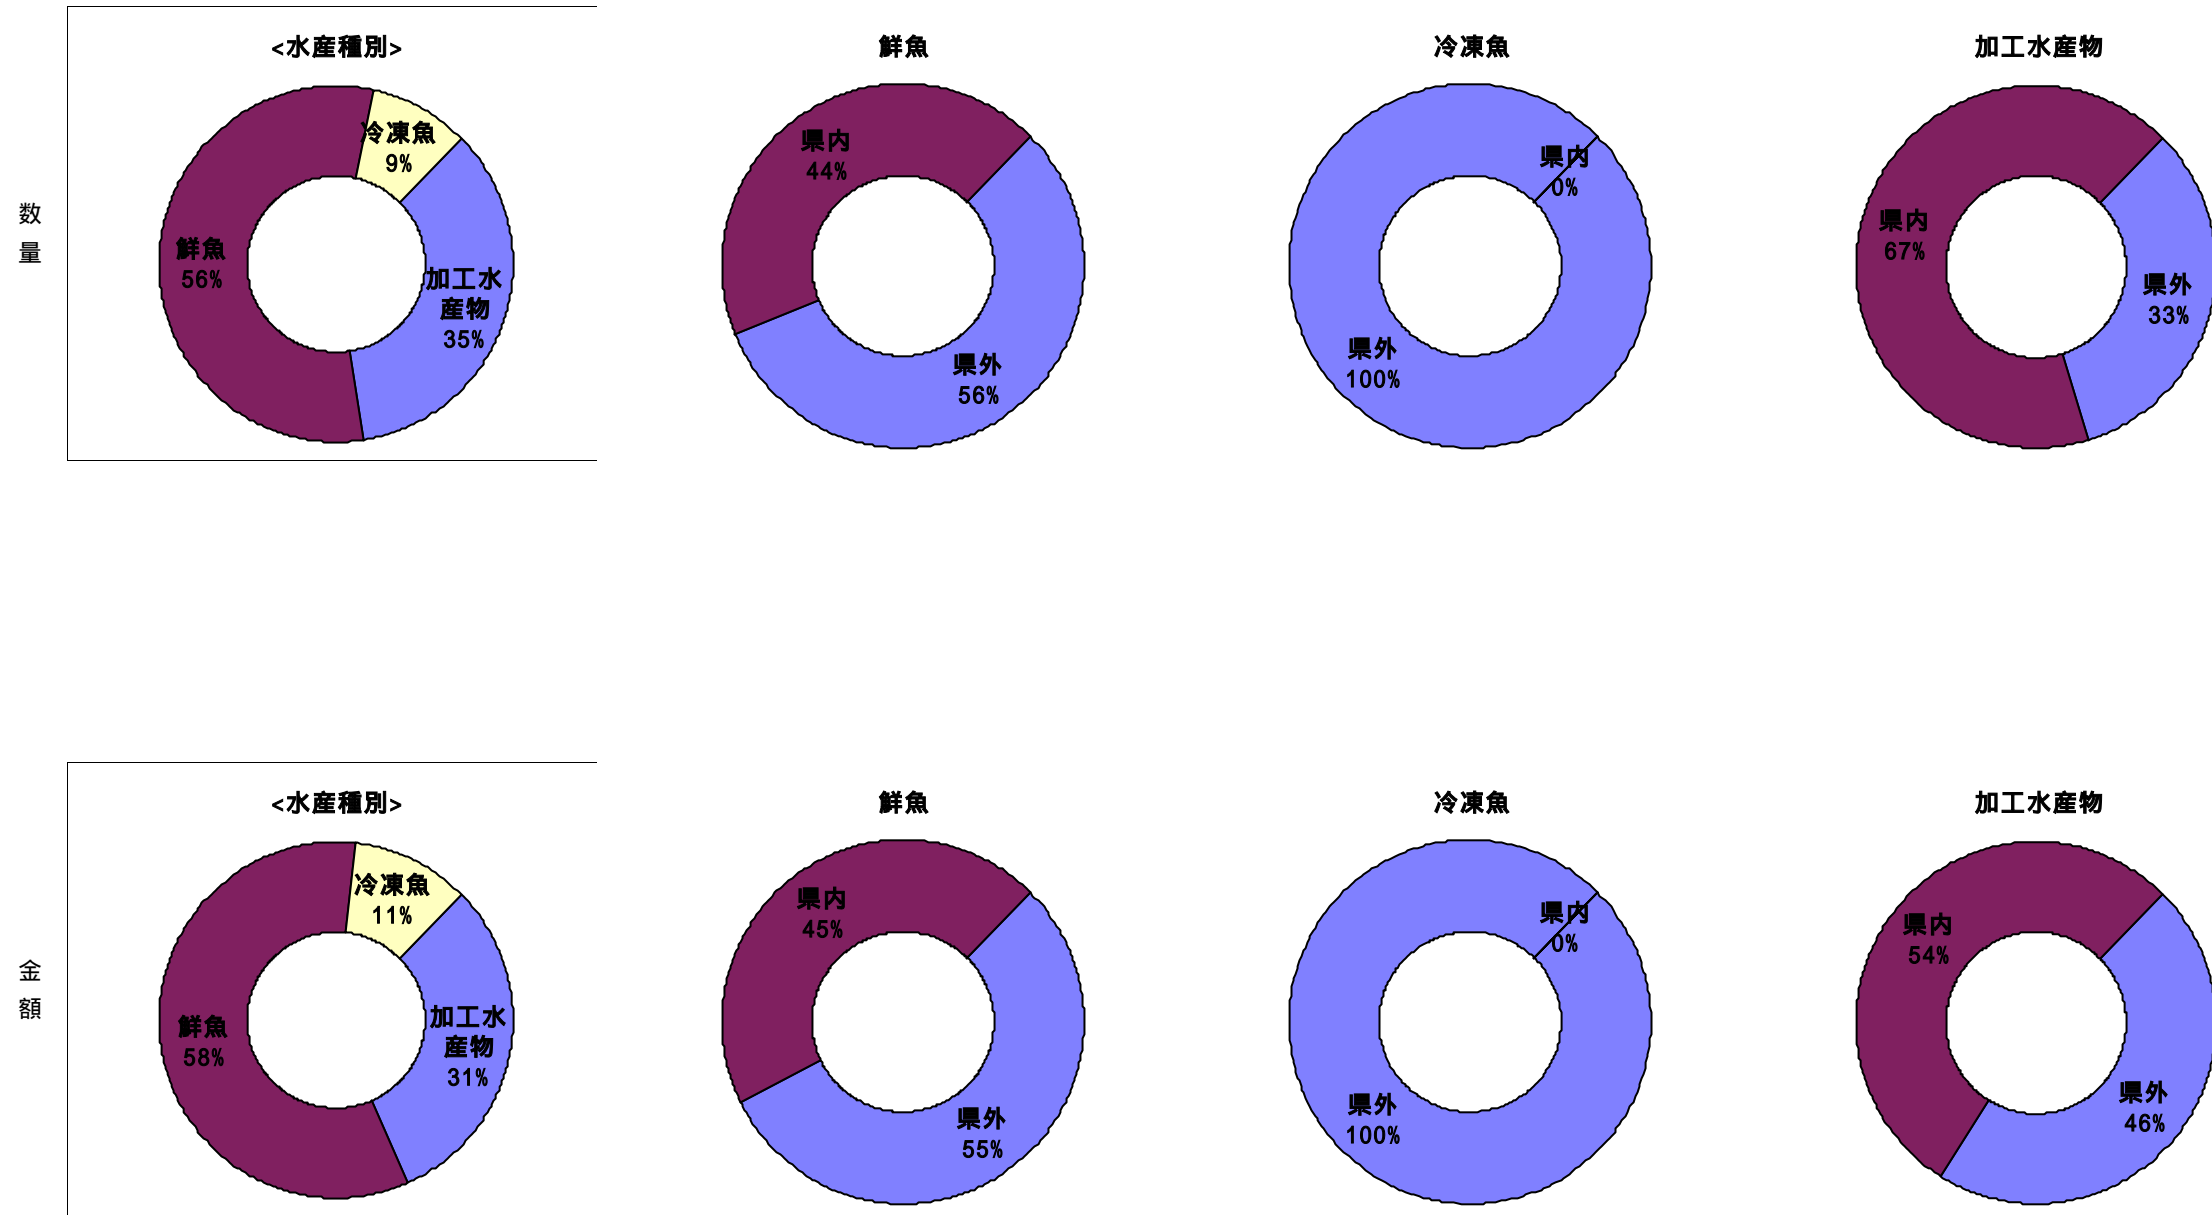 数
量
<水産種別>
冷凍魚
9%
鮮魚
56%
加工水
産物
35%
鮮魚
県内
44%
県外
56%
冷凍魚
県内
0%
県外
100%
加工水産物
県内
67%
県外
33%
金
額
<水産種別>
冷凍魚
11%
鮮魚
58%
加工水
産物
31%
鮮魚
県内
45%
県外
55%
冷凍魚
県内
0%
県外
100%
加工水産物
県内
54%
県外
46%